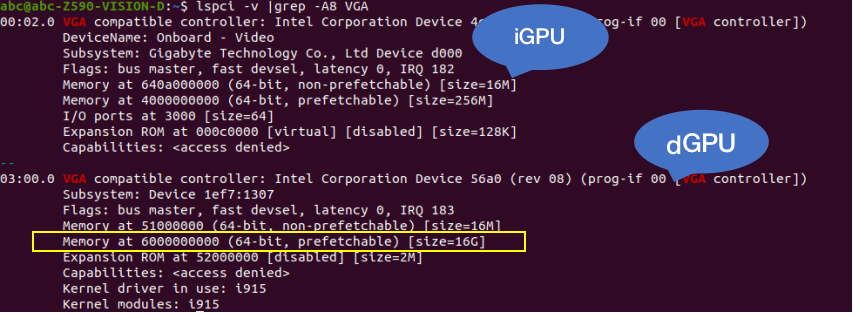 abc@abc-Z590-VISION-D:~$ lspci -v |grep -A8 VGA
00:02.0 VGA compatible controller: Intel Corporation Device (prog-if 00 [VGA controller])
iGPU
DeviceName: Onboard - Video
Subsystem: Gigabyte Technology Co., Ltd Device d000
Flags: bus master, fast devsel, latency 0, IRQ 182
Memory at 640a000000 (64-bit, non-prefetchable) [size=16M]
Memory at 4000000000 (64-bit, prefetchable) [size=256M]
I/O ports at 3000 [size=64]
Expansion ROM at 000c0000 [virtual] [disabled] [size=128K]
Capabilities: <access denied>
dGPU
--
03:00.0 VGA compatible controller: Intel Corporation Device 56a0 (rev 08) (prog-if 00 [VGA controller])
Subsystem: Device 1ef7:1307
Flags: bus master, fast devsel, latency 0, IRQ 183
Memory at 51000000 (64-bit, non-prefetchable) [size=16M]
Memory at 6000000000 (64-bit, prefetchable) [size=16G]
Expansion ROM at 52000000 [disabled] [size=2M]
Capabilities: <access denied>
Kernel driver in use: i915
Kernel modules: i915